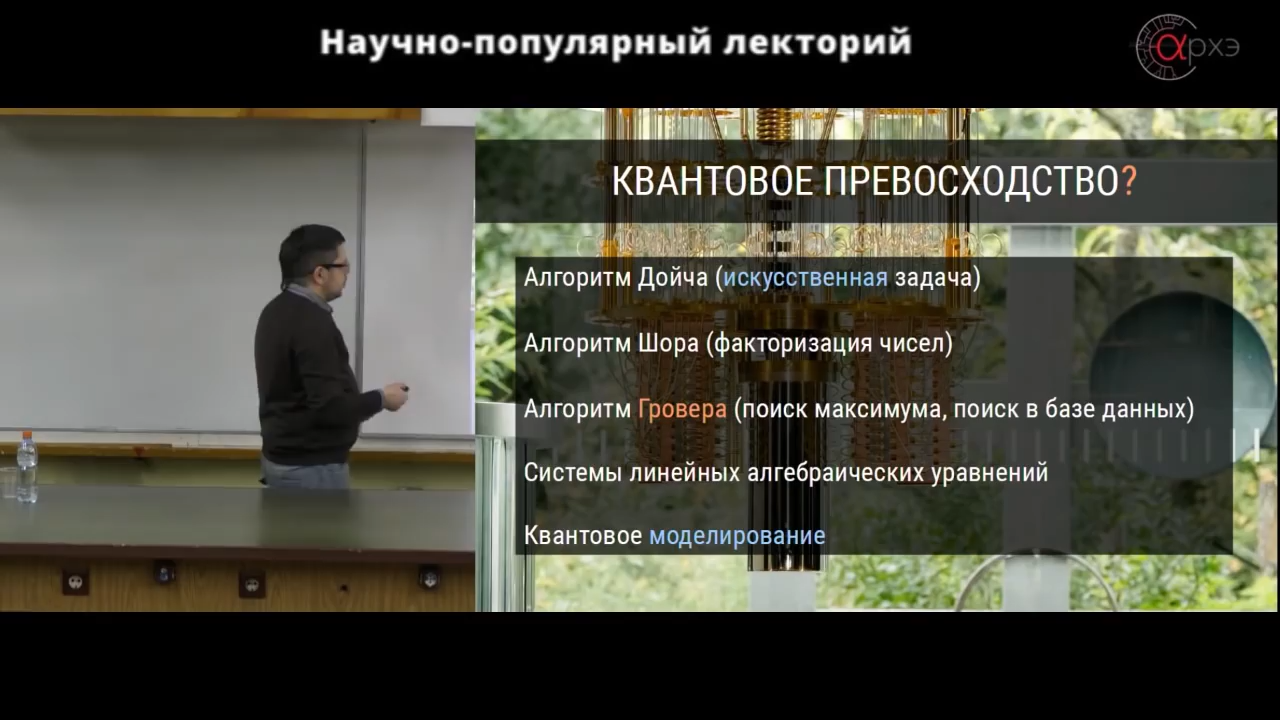 Научно-популярный лекторий
αрхэ
КВАНТОВОЕ ПРЕВОСХОДСТВО?
Алгоритм Дойча (искусственная задача)
Алгоритм Шора (факторизация чисел)
Алгоритм Гровера (поиск максимума, поиск в базе данных)
Системы линейных алгебраических уравнений
Квантовое моделирование